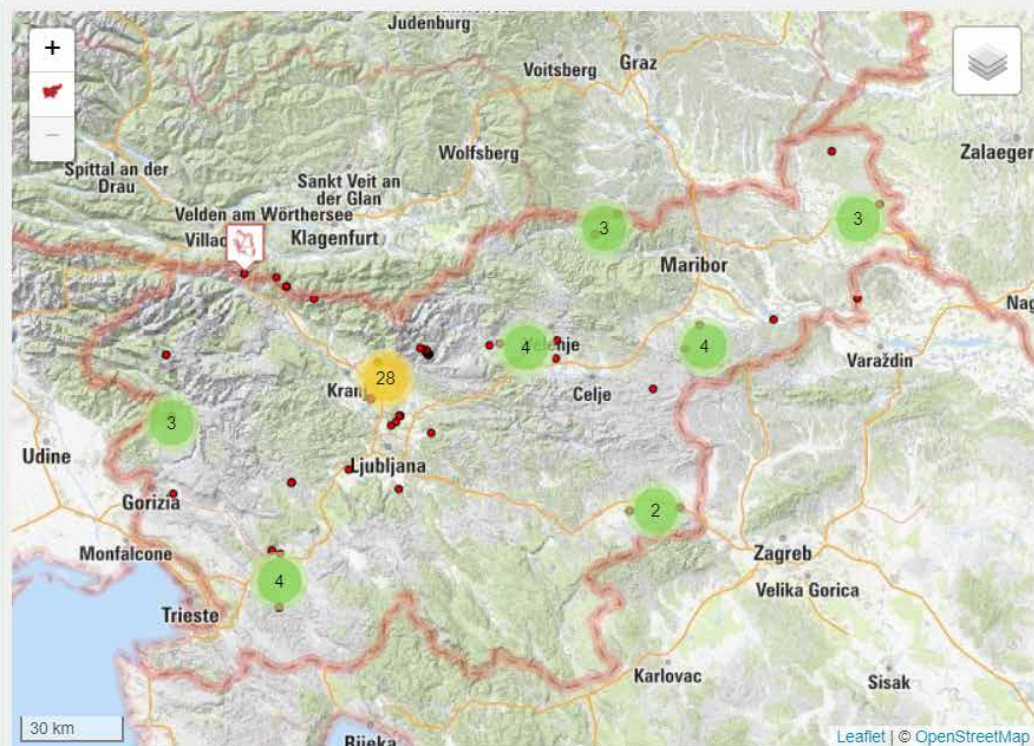 Judenburg
+
Voitsberg
Graz
−
Wolfsberg
Zalaeger
Spittal an der
Drau
Sankt Veit an
der Glan
Velden am Wörthersee
Villac
Klagenfurt
3
3
Maribor
Nag
4
4
Varaždin
28
Kranj
Celje
3
Udine
Ljubljana
Gorizia
2
Monfalcone
Zagreb
4
Velika Gorica
Trieste
Karlovac
Sisak
30 km
Rijeka
Leaflet | © OpenStreetMap